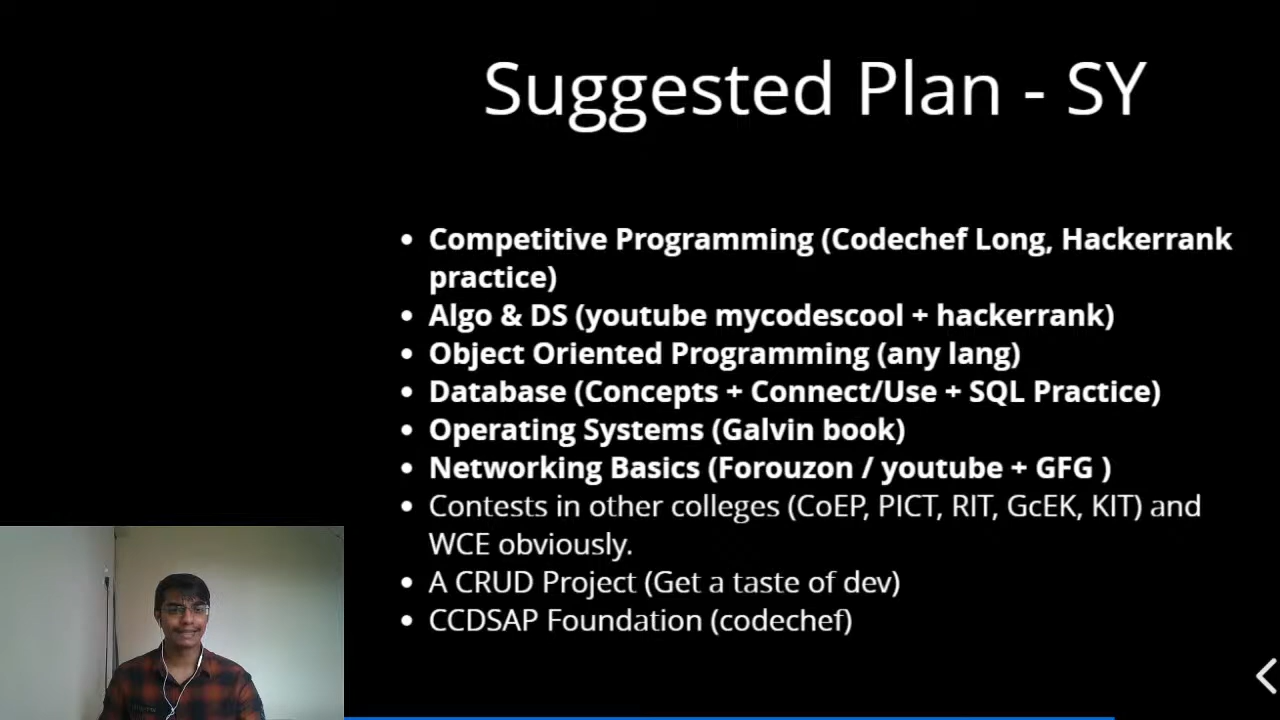 Suggested Plan - SY
• Competitive Programming (Codechef Long, Hackerrank
practice)
• Algo & DS (youtube mycodescool + hackerrank)
• Object Oriented Programming (any lang)
• Database (Concepts + Connect/Use + SQL Practice)
• Operating Systems (Galvin book)
• Networking Basics (Forouzon / youtube + GFG )
• Contests in other colleges (CoEP, PICT, RIT, GcEK, KIT) and
WCE obviously.
• A CRUD Project (Get a taste of dev)
• CCDSAP Foundation (codechef)